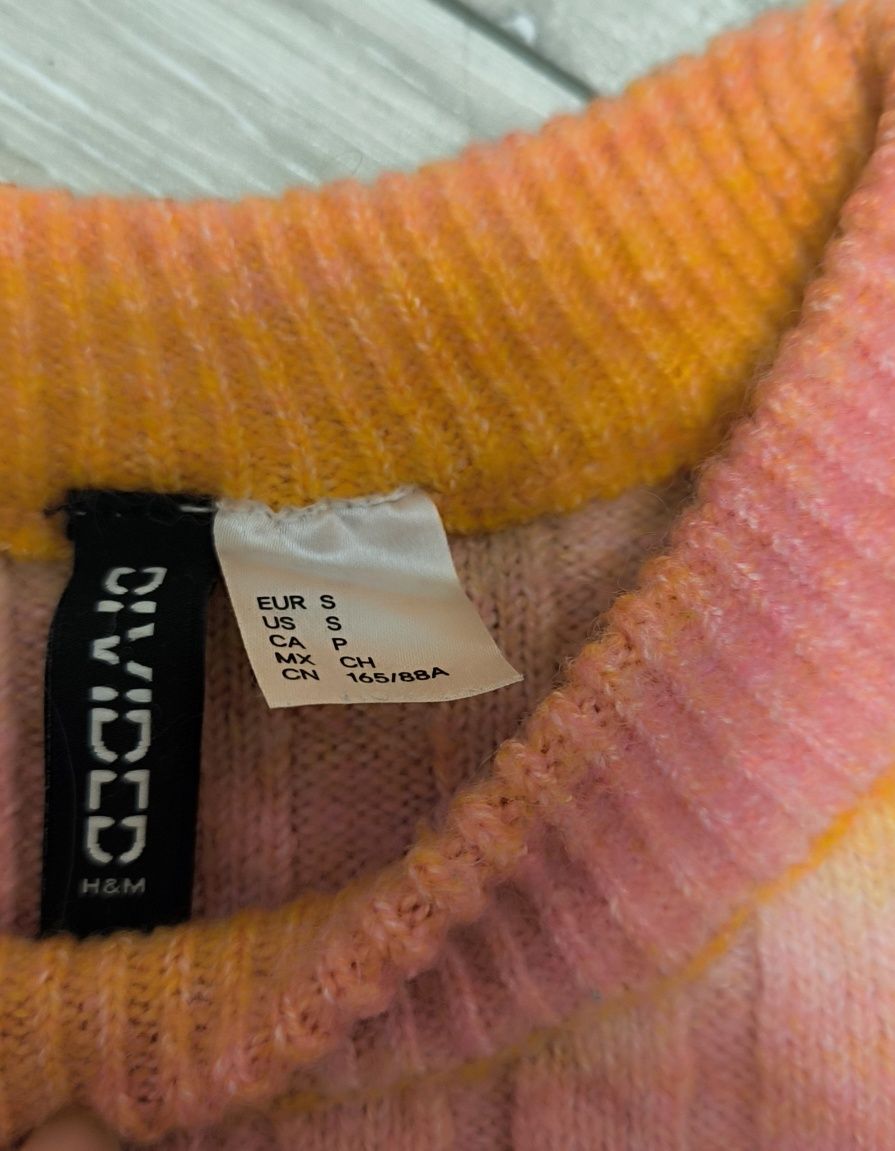 DIVIDED
H&M
EUR S
US S
CA P
MX CH
CN 165/88A